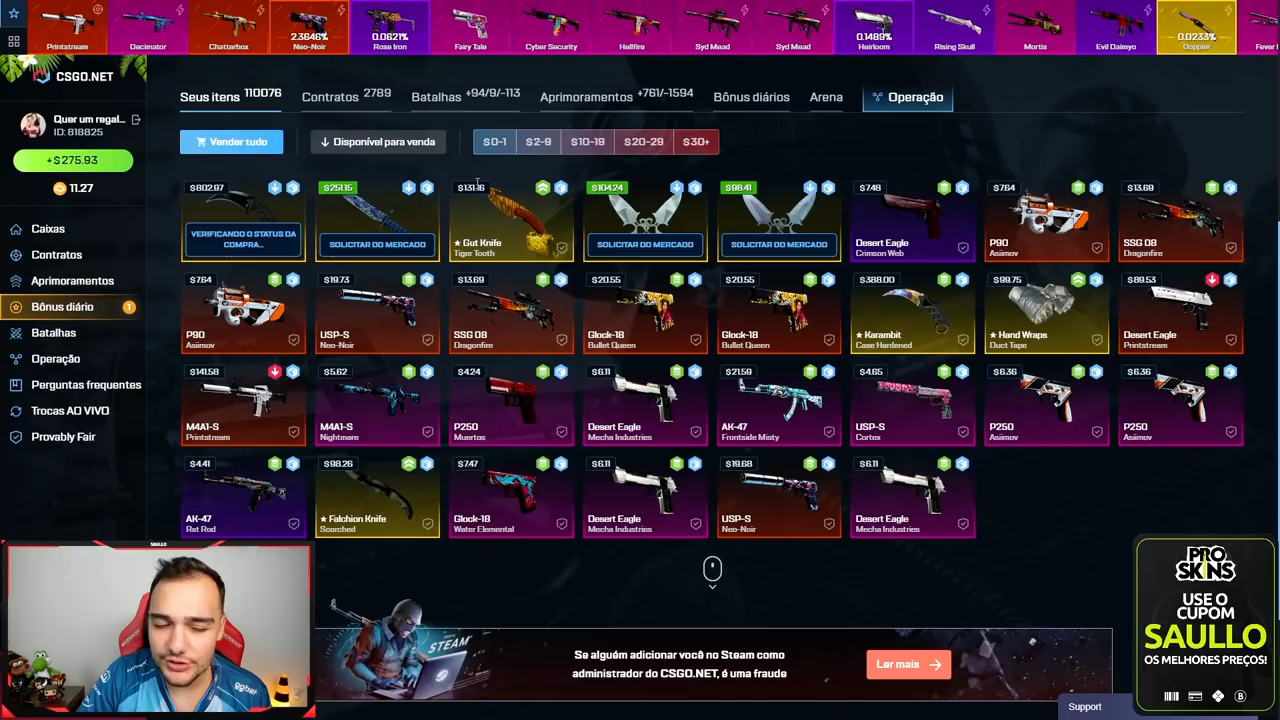 Printstream
Decimator
Chatterbox
2.3646%
Neo-Noir
0.0621%
Rose Iron
Fairy Tale
Cyber Security
Hellfire
Syd Mead
Syd Mead
0.1489%
Heirloom
Rising Skull
Mortis
Evil Daimyo
0.0233%
Doppler
Fever
CSGO.NET
Quer um regal...
ID: 818825
+$275.93
11.27
Caixas
Contratos
Aprimoramentos
Bônus diário 1
Batalhas
Operação
Perguntas frequentes
Trocas AO VIVO
Provably Fair
Seus itens 110076
Contratos 2789
Batalhas +94/9/-113
Aprimoramentos +761/-1594
Bônus diários
Arena
Operação
Vender tudo
Disponível para venda
$0-1
$2-9
$10-19
$20-29
$30+
$802.97
VERIFICANDO O STATUS DA
COMPRA...
$251.15
SOLICITAR DO MERCADO
★ Gut Knife
Tiger Tooth
$104.24
SOLICITAR DO MERCADO
$98.41
SOLICITAR DO MERCADO
$7.48
Desert Eagle
Crimson Web
$7.64
P90
Asiimov
$13.69
SSG 08
Dragonfire
$7.64
P90
Asiimov
$19.73
USP-S
Neo-Noir
$13.69
SSG 08
Dragonfire
$20.55
Glock-18
Bullet Queen
$20.55
Glock-18
Bullet Queen
$388.00
★ Karambit
Case Hardened
$99.75
★ Hand Wraps
Duct Tape
$89.53
Desert Eagle
Printstream
$141.58
M4A1-S
Printstream
$5.62
M4A1-S
Nightmare
$4.24
P250
Muertos
$6.11
Desert Eagle
Mecha Industries
$21.59
AK-47
Frontside Misty
$4.65
USP-S
Cortex
$6.36
P250
Asiimov
$6.36
P250
Asiimov
$4.41
AK-47
Rat Rod
$98.26
★ Falchion Knife
Scorched
$7.47
Glock-18
Water Elemental
$6.11
Desert Eagle
Mecha Industries
$19.68
USP-S
Neo-Noir
$6.11
Desert Eagle
Mecha Industries
SAULLO
STEAM
Se alguém adicionar você no Steam como
administrador do CSGO.NET, é uma fraude
Ler mais
PRO
SKINS
USE O
CUPOM
SAULLO
OS MELHORES PREÇOS!
Support